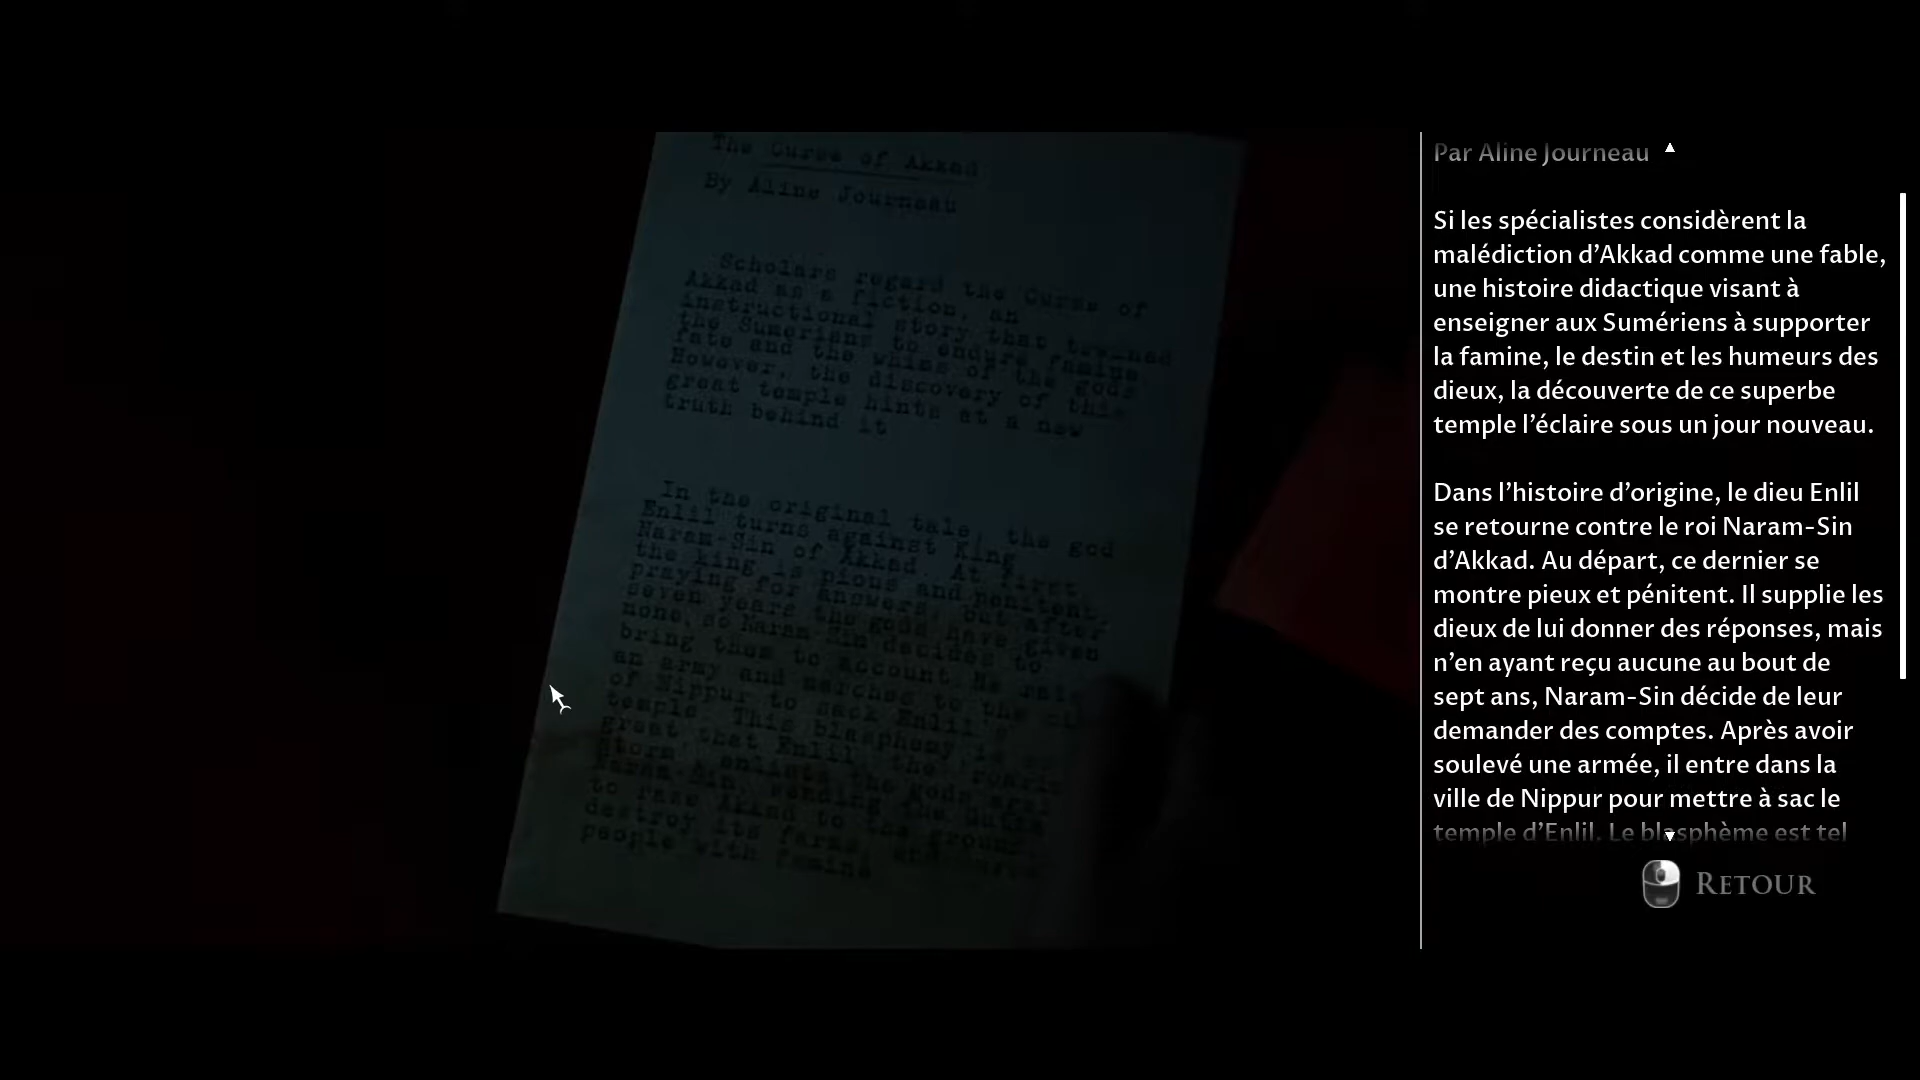 The Curse of Akkad
By Aline Journeau
Scholars regard the Curse of
Akkad as a fiction, an
instructional story that trained
the Sumerians to endure famine
fate and the whims of the gods
However, the discovery of this
great temple hints at a new
truth behind it
In the original tale, the god
Enlil turns against King
Naram-Sin of Akkad. At first
the king is pious and penitent,
praying for answers, but after
seven years the gods have given
none, so Naram-Sin decides to
bring them to account. He
an army and marched to the
of Nippur to sack Enlil's
temple. This blasphemy is
great that Enlil, the
Storm, enlists the gods
Naram-Sin, sending the
to raze Akkad to the ground,
destroy its farms, and
people with famine
Par Aline Journeau
Si les spécialistes considèrent la
malédiction d'Akkad comme une fable,
une histoire didactique visant à
enseigner aux Sumériens à supporter
la famine, le destin et les humeurs des
dieux, la découverte de ce superbe
temple l'éclaire sous un jour nouveau.
Dans l'histoire d'origine, le dieu Enlil
se retourne contre le roi Naram-Sin
d'Akkad. Au départ, ce dernier se
montre pieux et pénitent. Il supplie les
dieux de lui donner des réponses, mais
n'en ayant reçu aucune au bout de
sept ans, Naram-Sin décide de leur
demander des comptes. Après avoir
soulevé une armée, il entre dans la
ville de Nippur pour mettre à sac le
temple d'Enlil. Le blasphème est tel
RETOUR